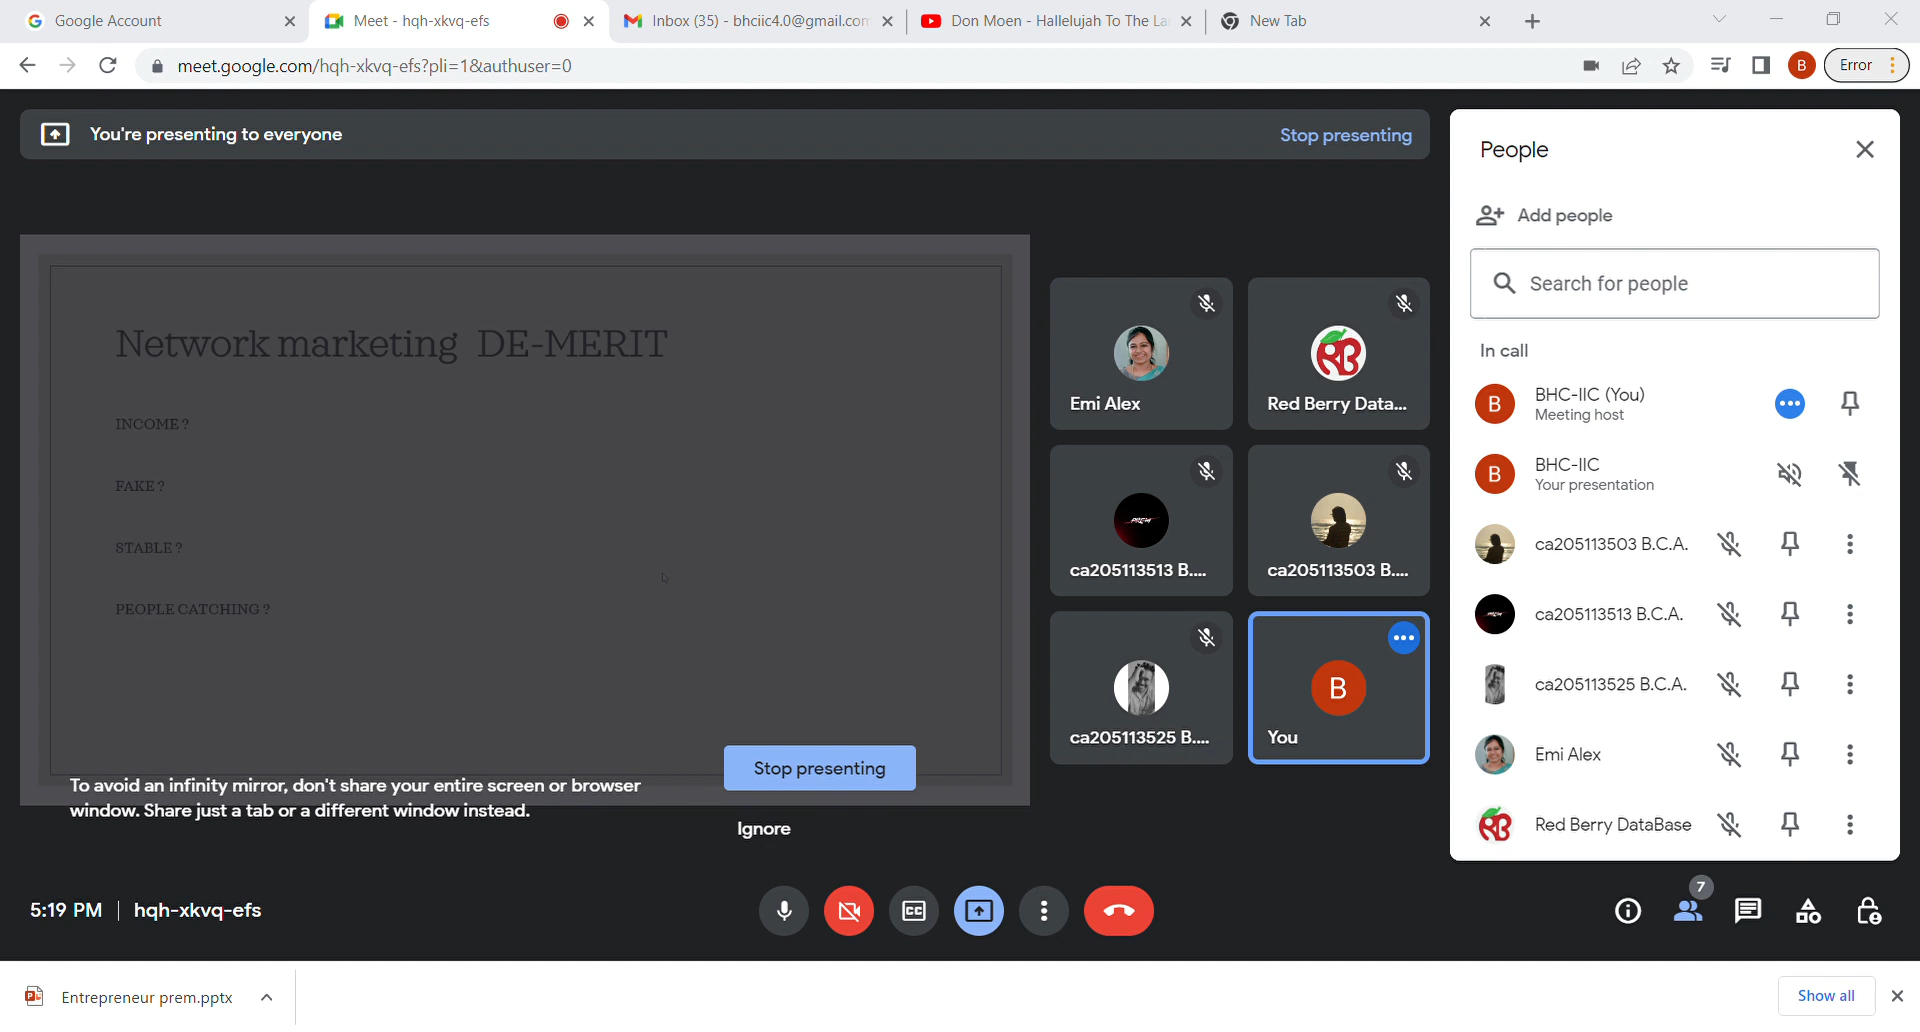 Google Account
Meet - hqh-xkvq-efs
Inbox (35) - bhciic4.0@gmail.com
Don Moen - Hallelujah To The La
New Tab
meet.google.com/hqh-xkvq-efs?pli=1&authuser=0
B
Error
You're presenting to everyone
Stop presenting
Network marketing DE-MERIT
INCOME ?
FAKE ?
STABLE ?
PEOPLE CATCHING ?
To avoid an infinity mirror, don't share your entire screen or browser
window. Share just a tab or a different window instead.
Stop presenting
Ignore
Emi Alex
RB
Red Berry Data...
PREM
ca205113513 B....
ca205113503 B....
ca205113525 B....
B
You
People
Add people
Search for people
In call
B
BHC-IIC (You)
Meeting host
B
BHC-IIC
Your presentation
ca205113503 B.C.A.
ca205113513 B.C.A.
ca205113525 B.C.A.
Emi Alex
RB
Red Berry DataBase
5:19 PM
hqh-xkvq-efs
CC
7
Entrepreneur prem.pptx
Show all